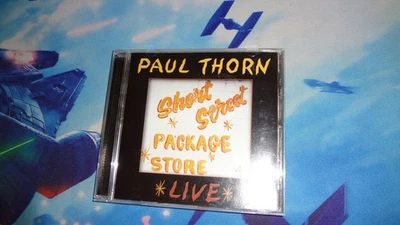 PAUL THORN
Short
Street
PACKAGE
*STORE*
*LIVE*